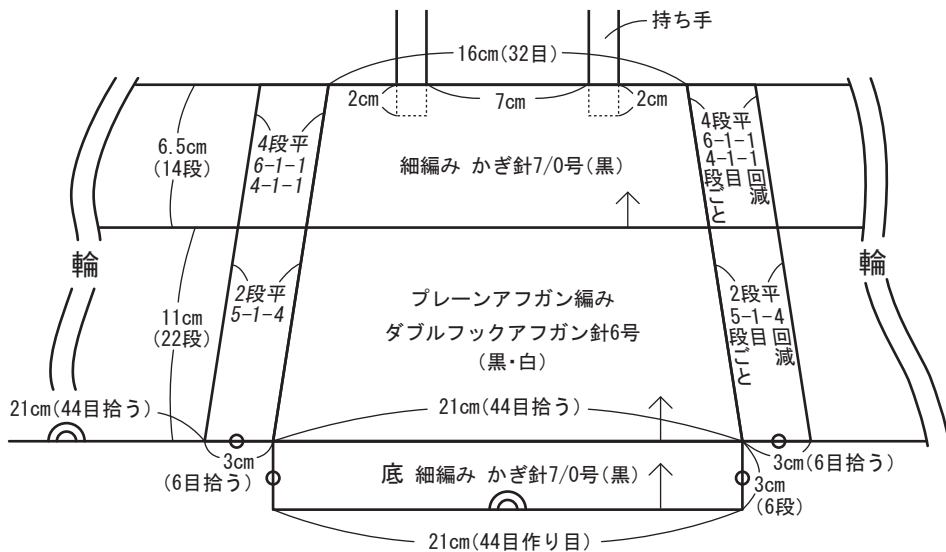 持ち手
16cm(32目)
2cm
7cm
2cm
6.5cm
(14段)
4段平
6-1-1
4-1-1
細編み かぎ針7/0号(黒)
4段平
6-1-1
4-1-1
段目回
ごと減
輪
輪
11cm
(22段)
2段平
5-1-4
プレーンアフガン編み
ダブルフックアフガン針6号
(黒・白)
2段平
5-1-4
段目回
ごと減
21cm(44目拾う)
21cm(44目拾う)
3cm
(6目拾う)
3cm(6目拾う)
底 細編み かぎ針7/0号(黒)
3cm
(6段)
21cm(44目作り目)